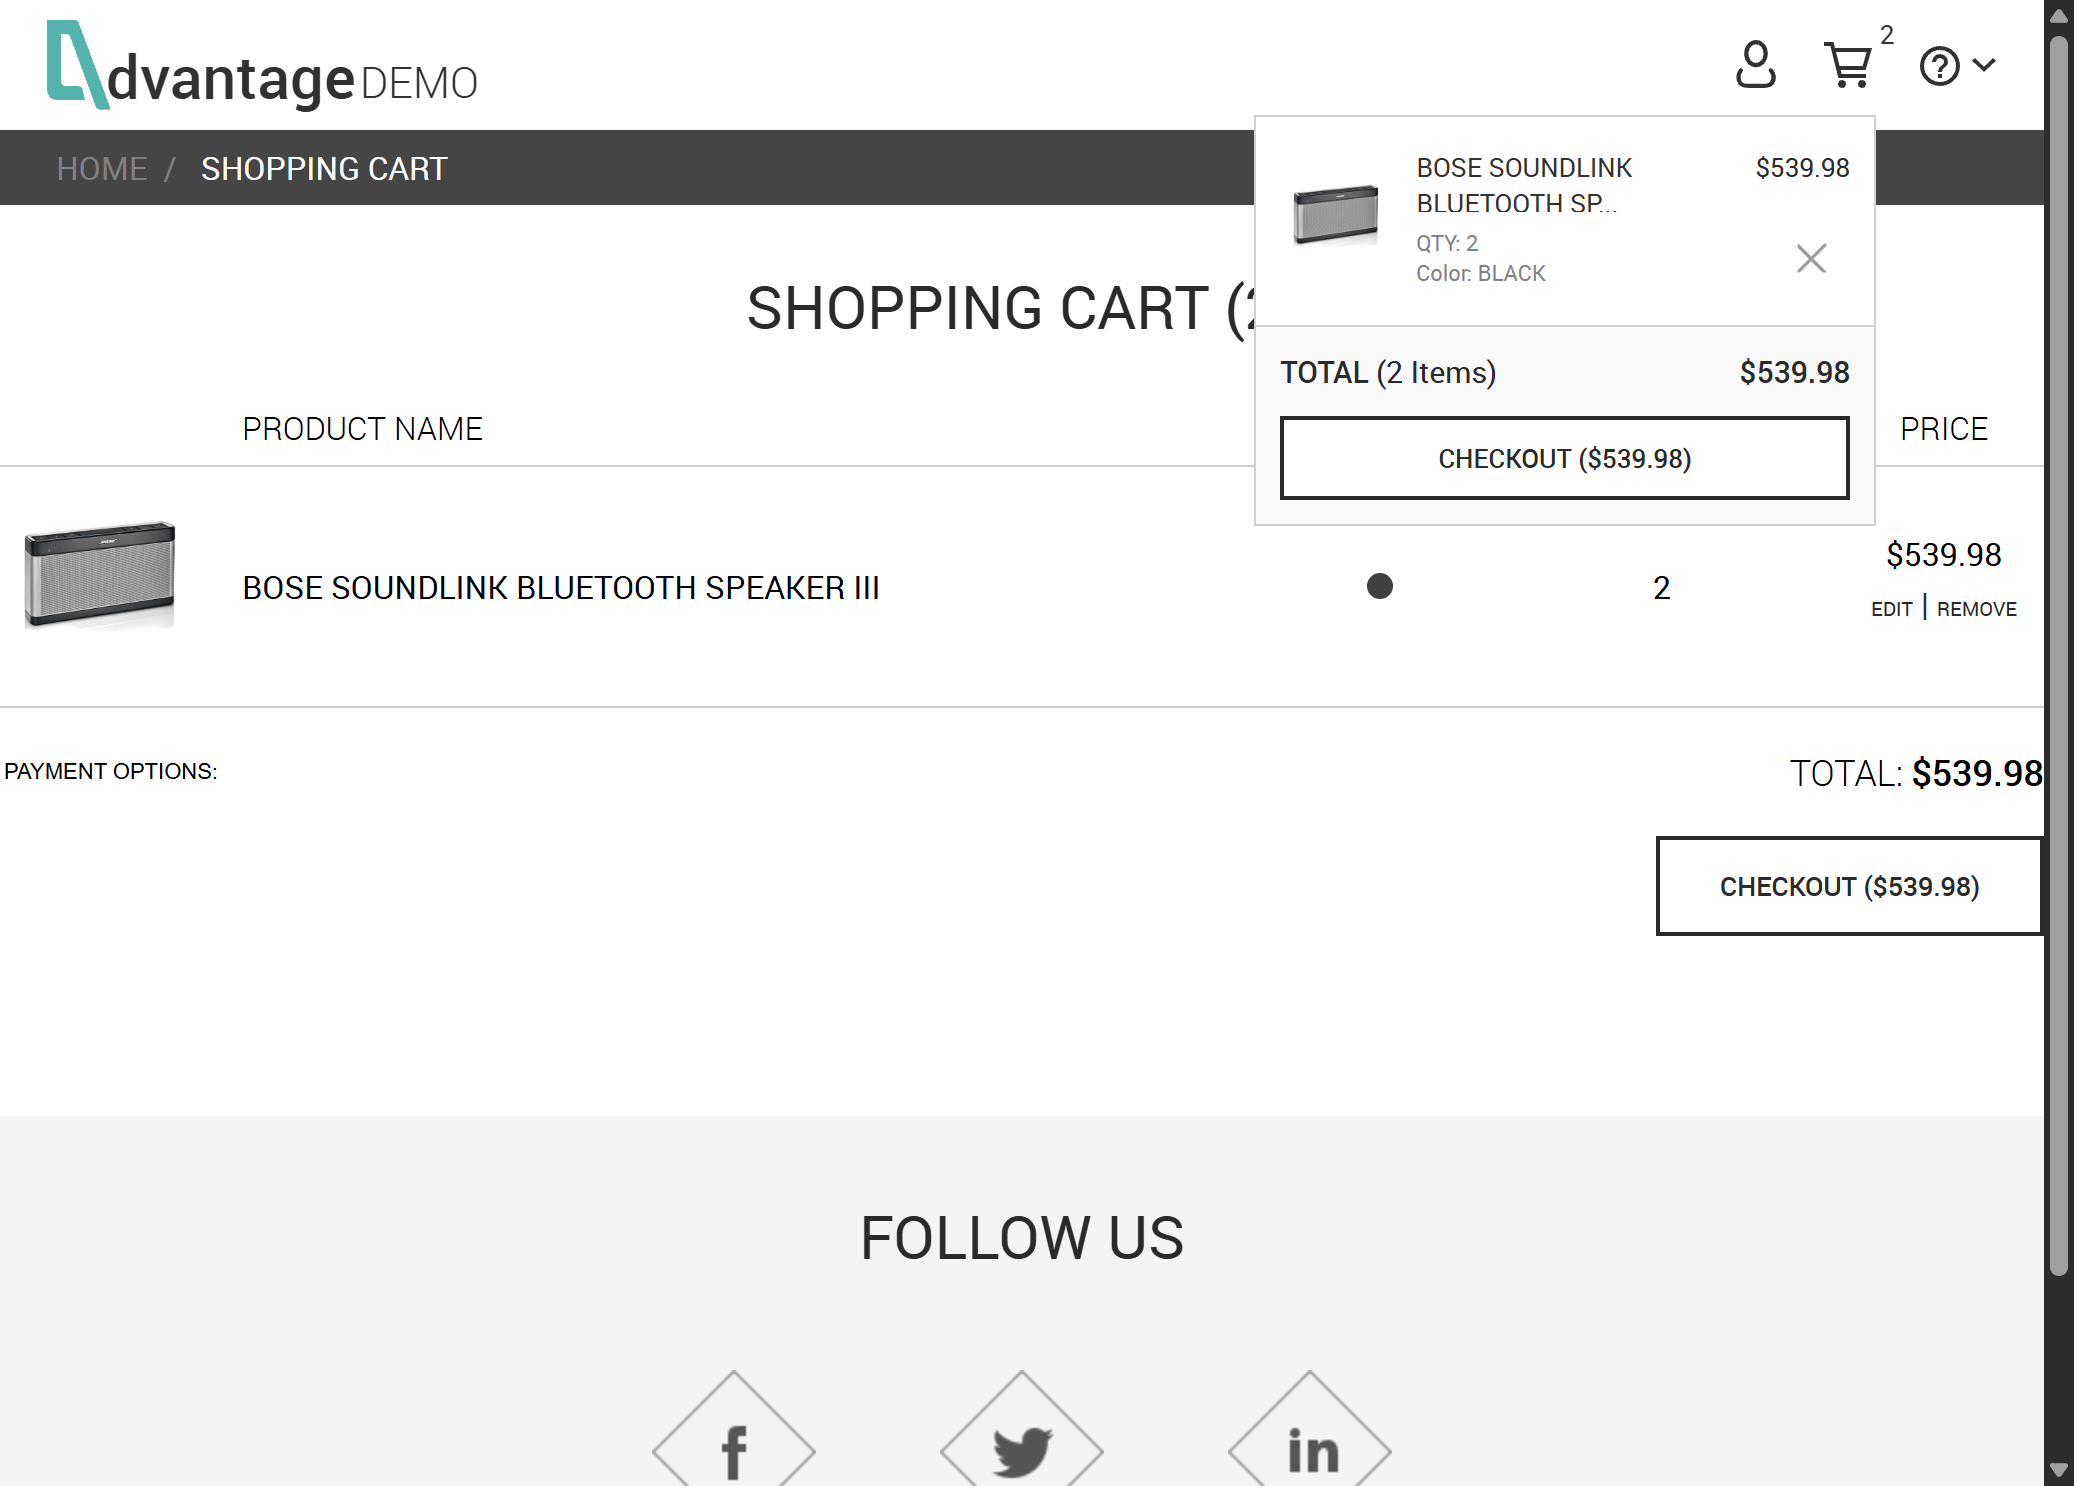 dvantage DEMO
2
HOME / SHOPPING CART
BOSE SOUNDLINK
BLUETOOTH SP...
$539.98
QTY: 2
Color: BLACK
SHOPPING CART (2
TOTAL (2 Items) $539.98
CHECKOUT ($539.98)
PRODUCT NAME
PRICE
BOSE SOUNDLINK BLUETOOTH SPEAKER III
2
$539.98
EDIT | REMOVE
PAYMENT OPTIONS:
TOTAL: $539.98
CHECKOUT ($539.98)
FOLLOW US
f
in